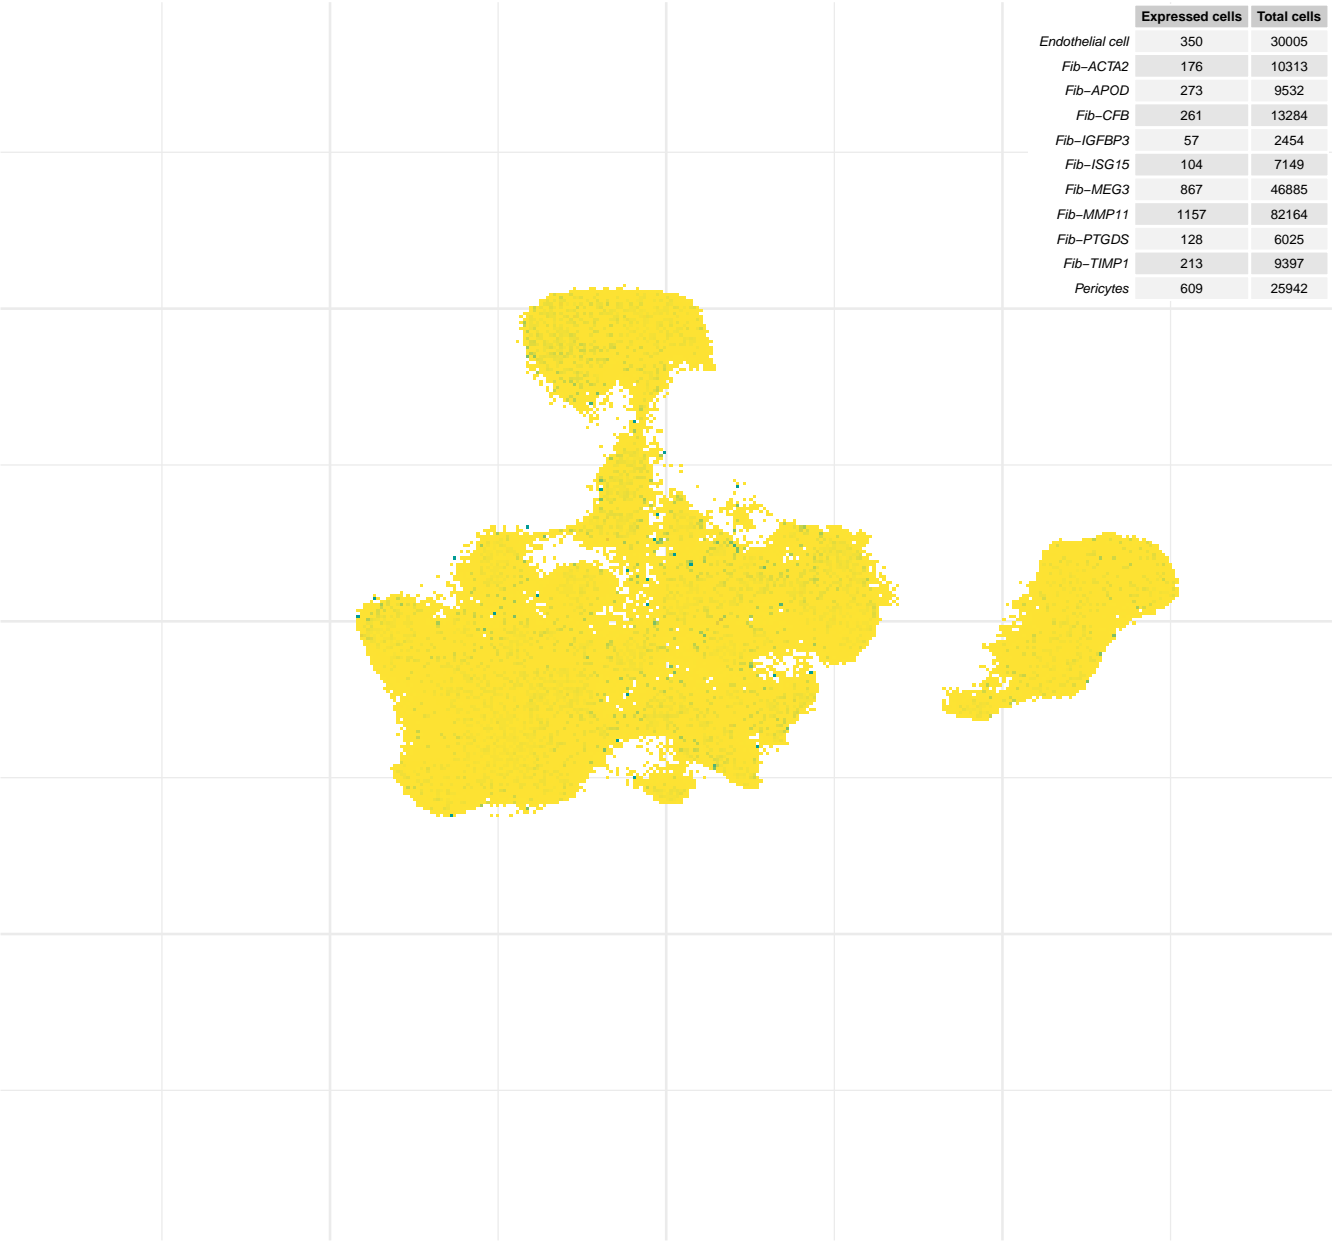 Expressed cells Total cells
Endothelial cell 350 30005
Fib−ACTA2 176 10313
Fib−APOD 273 9532
Fib−CFB 261 13284
Fib−IGFBP3 57 2454
Fib−ISG15 104 7149
Fib−MEG3 867 46885
Fib−MMP11 1157 82164
Fib−PTGDS 128 6025
Fib−TIMP1 213 9397
Pericytes 609 25942